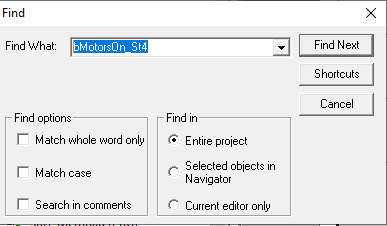 Find
Find What:
bMotorsOn_St4
Find Next
Shortcuts
Cancel
Find options
Match whole word only
Match case
Search in comments
Find in
Entire project
Selected objects in
Navigator
Current editor only